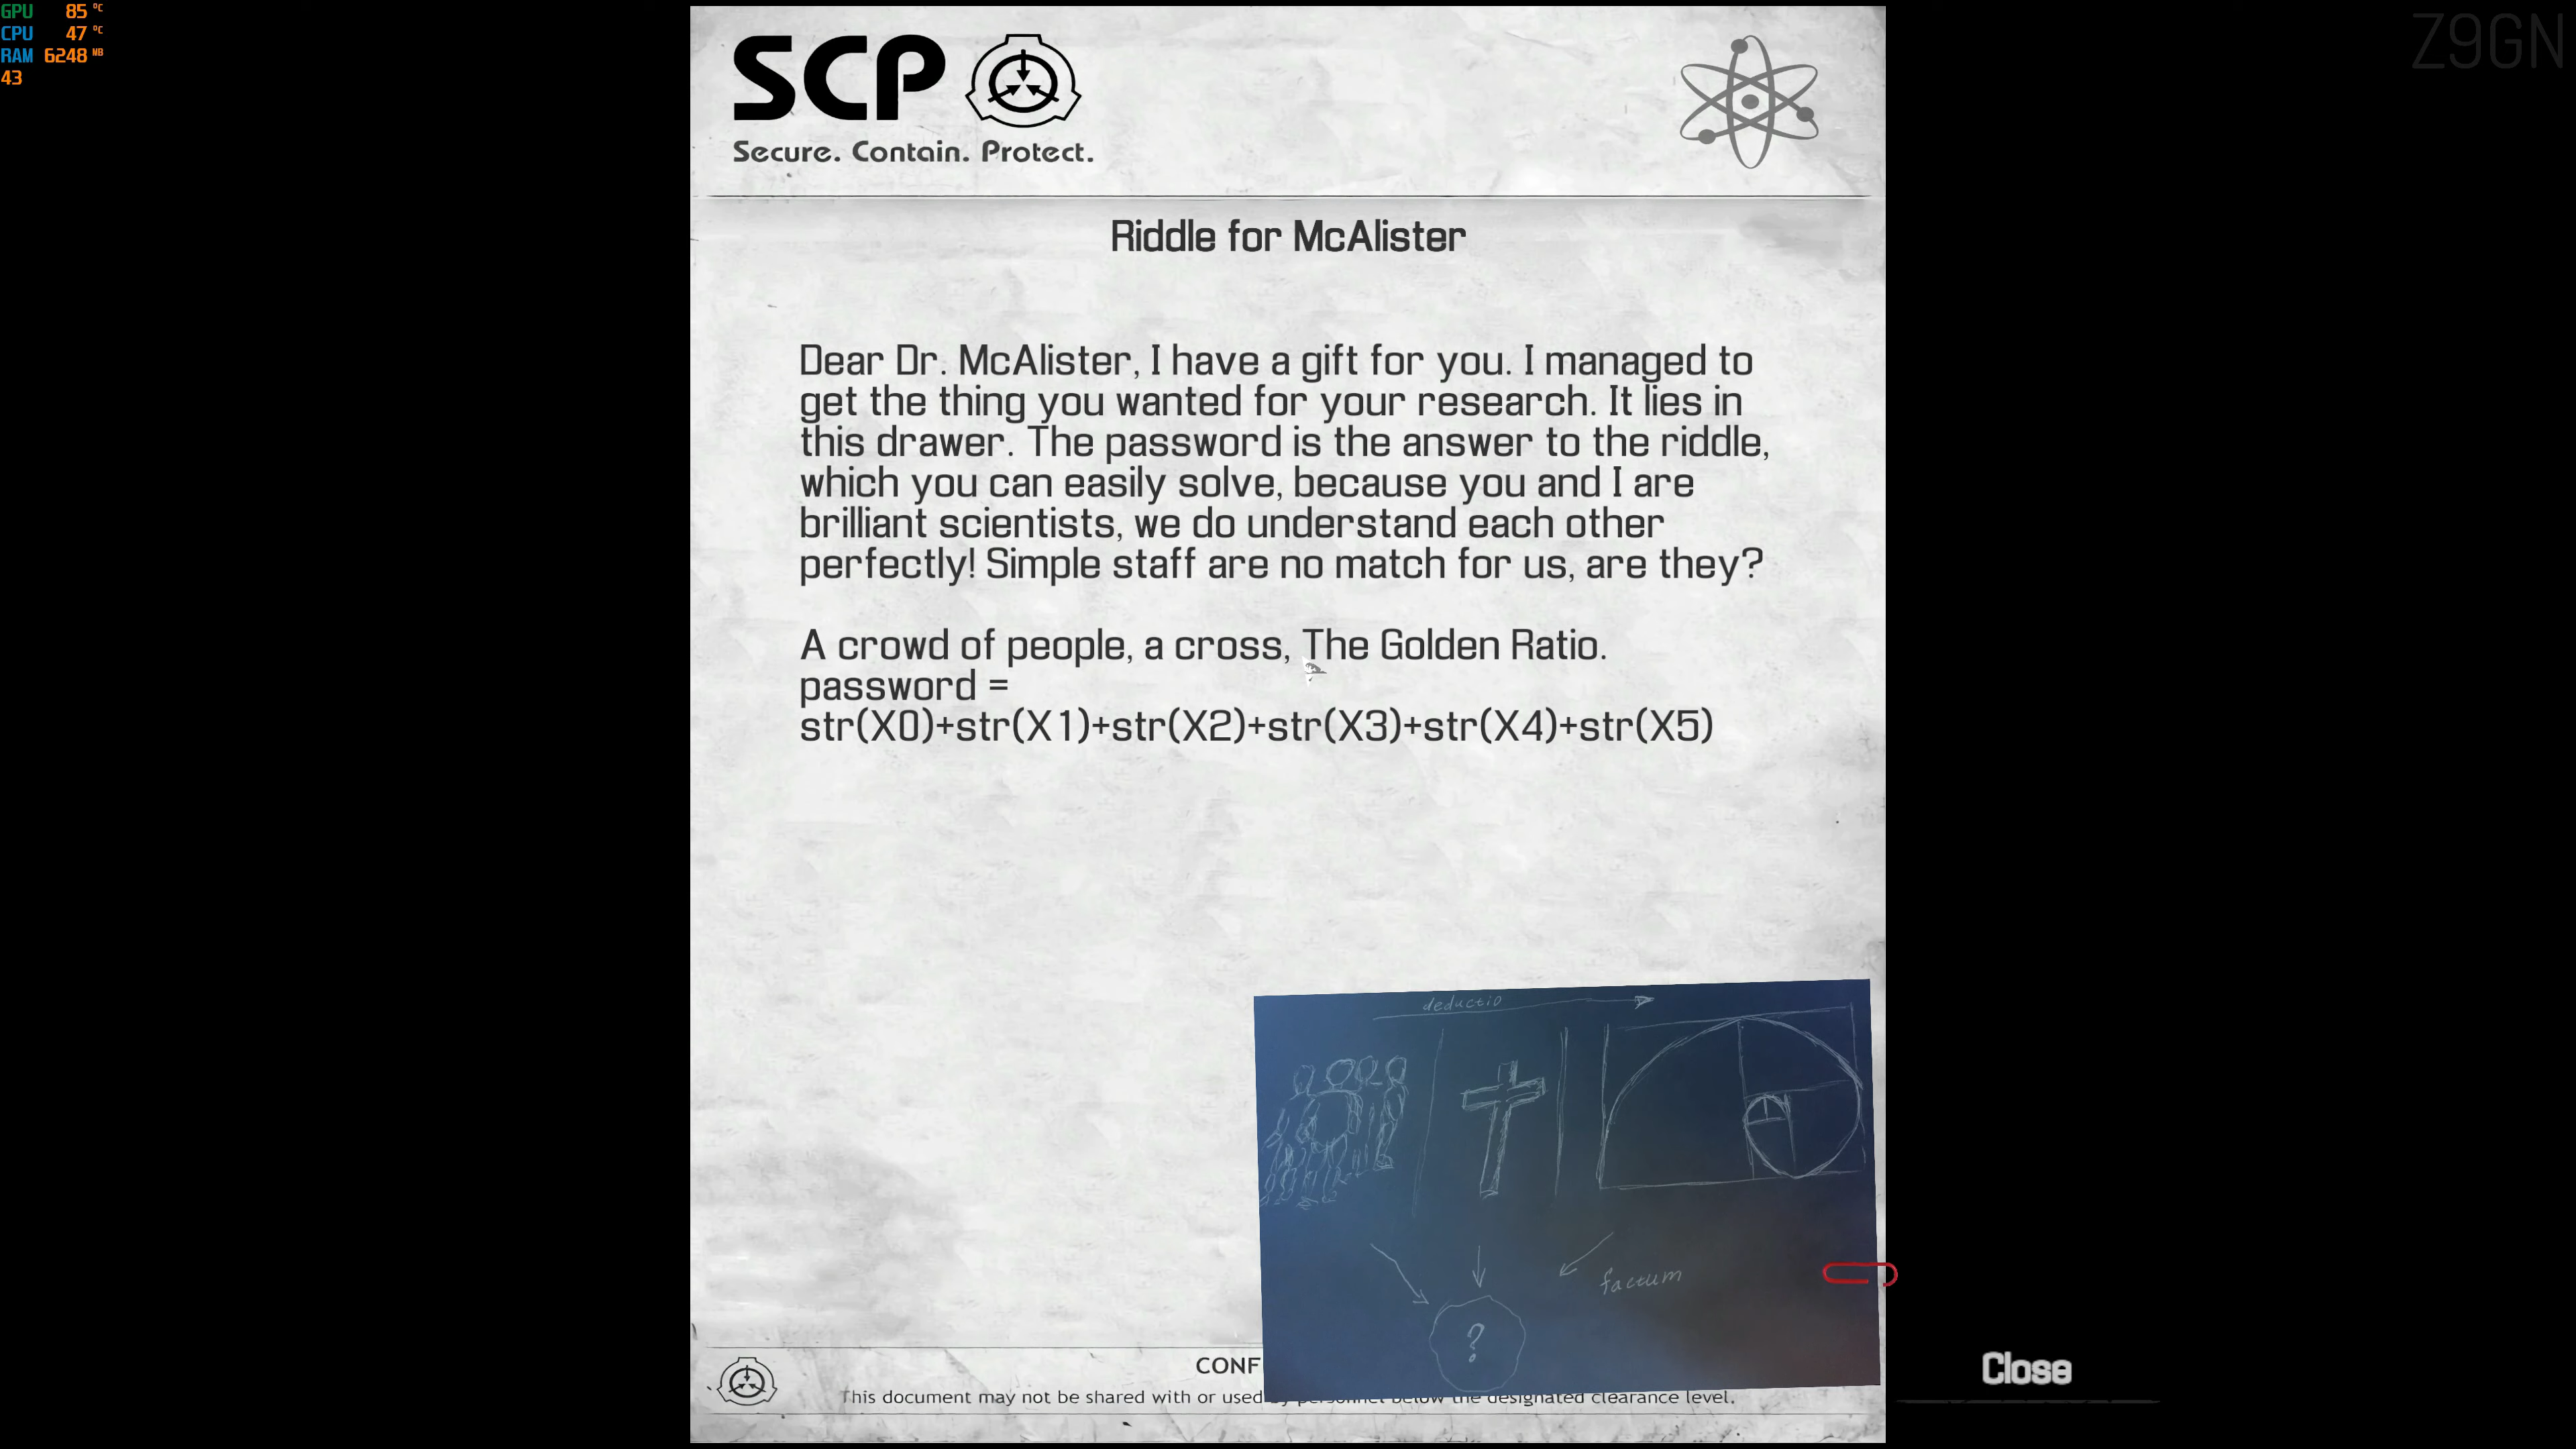 GPU 85 °C
CPU 47 °C
RAM 6248 MB
43
Z9GN
SCP
Secure. Contain. Protect.
Riddle for McAlister
Dear Dr. McAlister, I have a gift for you. I managed to
get the thing you wanted for your research. It lies in
this drawer. The password is the answer to the riddle,
which you can easily solve, because you and I are
brilliant scientists, we do understand each other
perfectly! Simple staff are no match for us, are they?
A crowd of people, a cross, The Golden Ratio.
password =
str(X0)+str(X1)+str(X2)+str(X3)+str(X4)+str(X5)
deductio
factum
?
CONF
This document may not be shared with or used by personnel below the designated clearance level.
Close